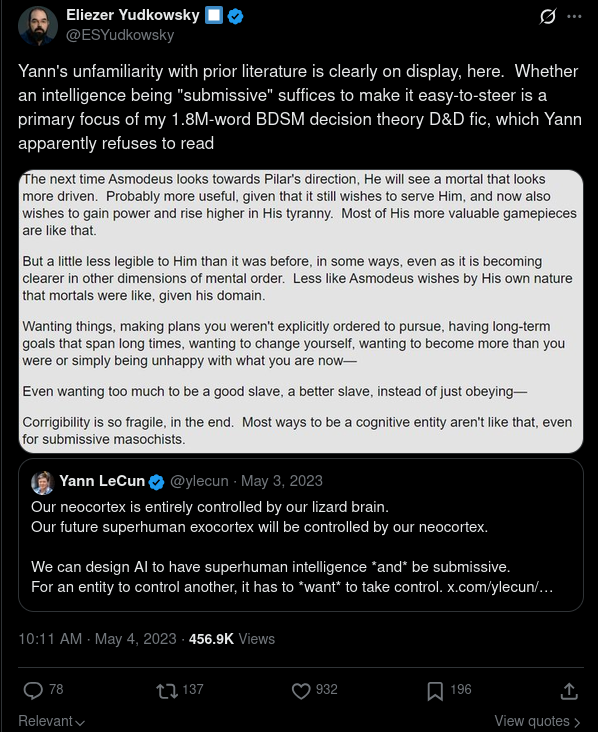 Eliezer Yudkowsky
@ESYudkowsky
Yann's unfamiliarity with prior literature is clearly on display, here.  Whether
an intelligence being "submissive" suffices to make it easy-to-steer is a
primary focus of my 1.8M-word BDSM decision theory D&D fic, which Yann
apparently refuses to read
The next time Asmodeus looks towards Pilar's direction, He will see a mortal that looks
more driven.  Probably more useful, given that it still wishes to serve Him, and now also
wishes to gain power and rise higher in His tyranny.  Most of His more valuable gamepieces
are like that.
But a little less legible to Him than it was before, in some ways, even as it is becoming
clearer in other dimensions of mental order.  Less like Asmodeus wishes by His own nature
that mortals were like, given his domain.
Wanting things, making plans you weren't explicitly ordered to pursue, having long-term
goals that span long times, wanting to change yourself, wanting to become more than you
were or simply being unhappy with what you are now—
Even wanting too much to be a good slave, a better slave, instead of just obeying—
Corrigibility is so fragile, in the end.  Most ways to be a cognitive entity aren't like that, even
for submissive masochists.
Yann LeCun @ylecun · May 3, 2023
Our neocortex is entirely controlled by our lizard brain.
Our future superhuman exocortex will be controlled by our neocortex.
We can design AI to have superhuman intelligence *and* be submissive.
For an entity to control another, it has to *want* to take control. x.com/ylecun/…
10:11 AM · May 4, 2023 · 456.9K Views
78 137 932 196
Relevant View quotes